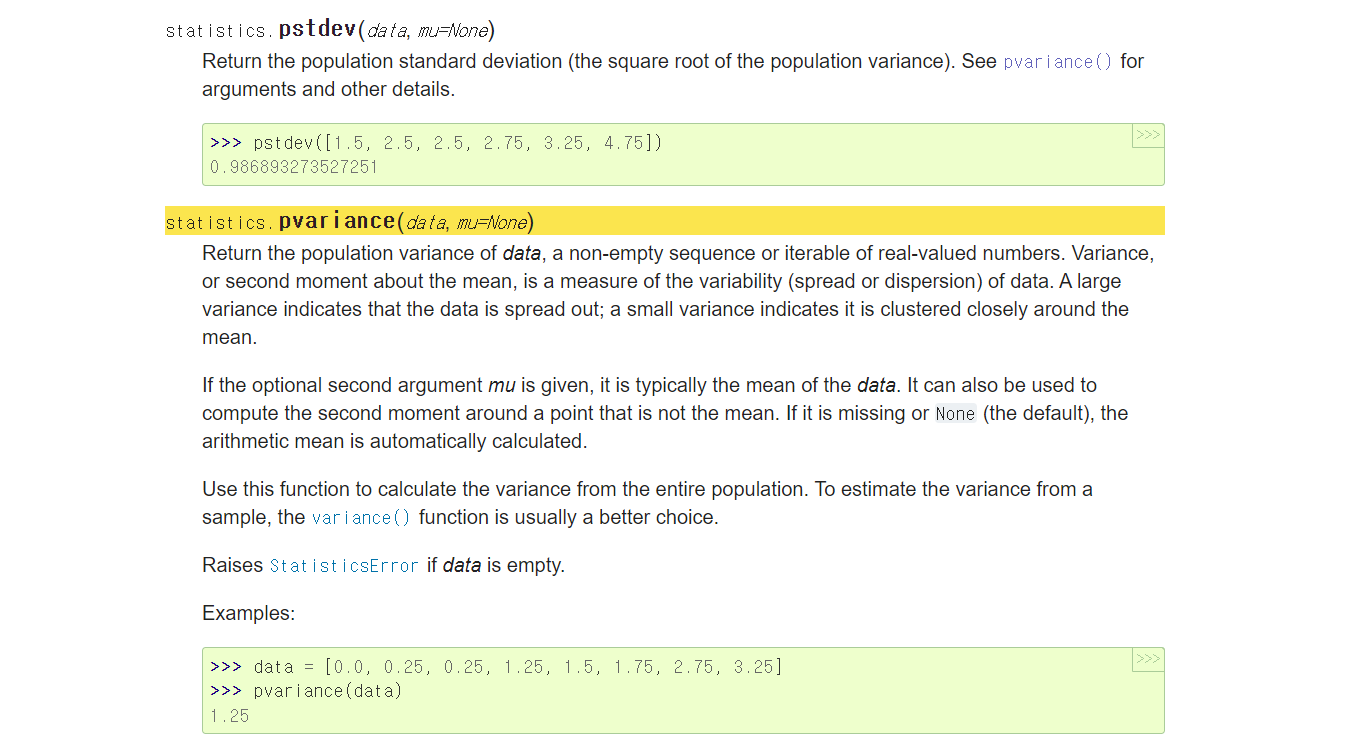 statistics.pstdev(data, mu=None)
Return the population standard deviation (the square root of the population variance). See pvariance() for
arguments and other details.
>>> pstdev([1.5, 2.5, 2.5, 2.75, 3.25, 4.75])
>>>
0.986893273527251
statistics.pvariance(data, mu=None)
Return the population variance of data, a non-empty sequence or iterable of real-valued numbers. Variance,
or second moment about the mean, is a measure of the variability (spread or dispersion) of data. A large
variance indicates that the data is spread out; a small variance indicates it is clustered closely around the
mean.
If the optional second argument mu is given, it is typically the mean of the data. It can also be used to
compute the second moment around a point that is not the mean. If it is missing or None (the default), the
arithmetic mean is automatically calculated.
Use this function to calculate the variance from the entire population. To estimate the variance from a
sample, the variance() function is usually a better choice.
Raises StatisticsError if data is empty.
Examples:
>>> data = [0.0, 0.25, 0.25, 1.25, 1.5, 1.75, 2.75, 3.25]
>>>
>>> pvariance(data)
1.25